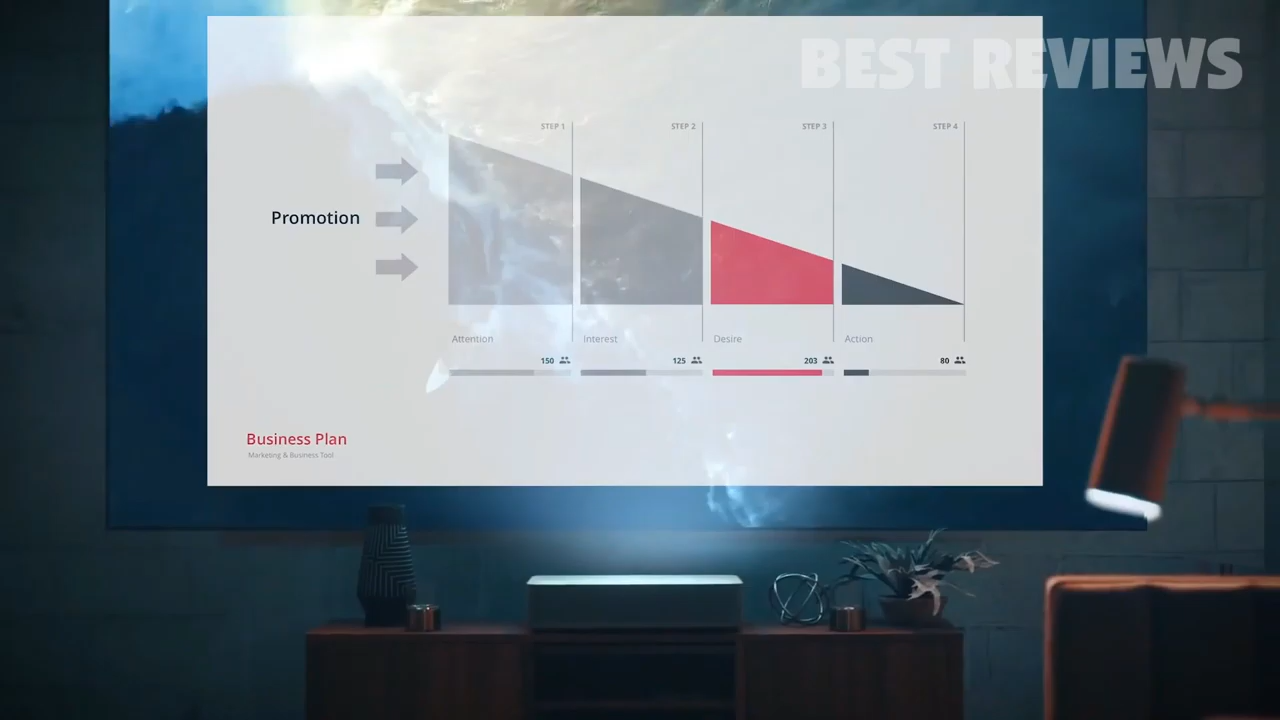 BEST REVIEWS
STEP 1
STEP 2
STEP 3
STEP 4
Promotion
Attention
Interest
Desire
Action
150
125
203
80
Business Plan
Marketing & Business Tool